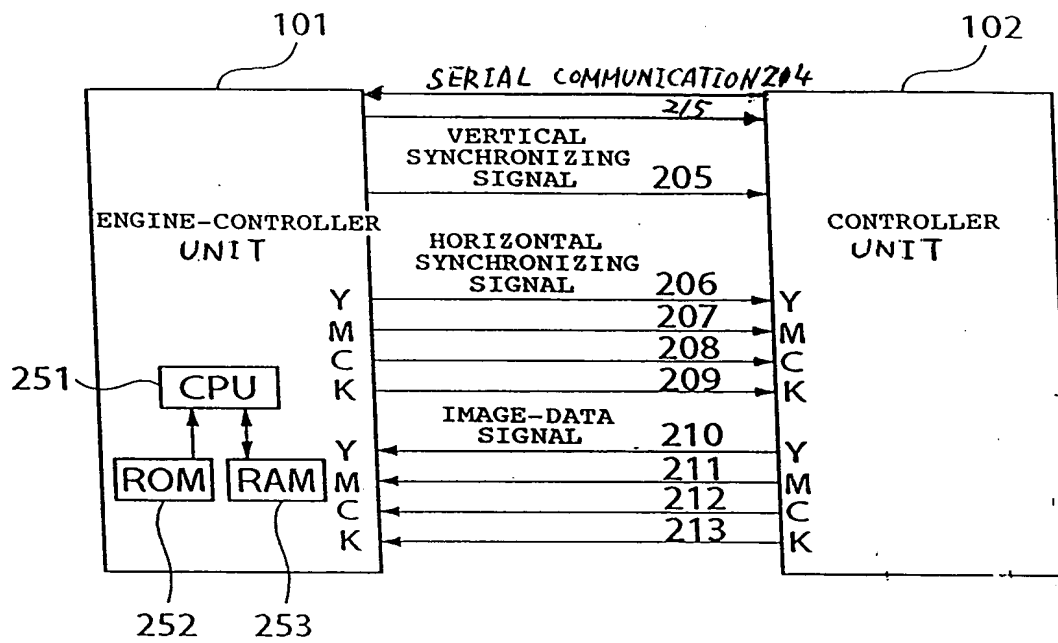 101
102
SERIAL COMMUNICATION 204
215
VERTICAL
SYNCHRONIZING
SIGNAL 205
ENGINE-CONTROLLER
UNIT
CONTROLLER
UNIT
HORIZONTAL
SYNCHRONIZING
SIGNAL
Y 206 Y
M 207 M
C 208 C
K 209 K
251
CPU
IMAGE-DATA
SIGNAL
Y 210 Y
ROM RAM
M 211 M
C 212 C
K 213 K
252 253